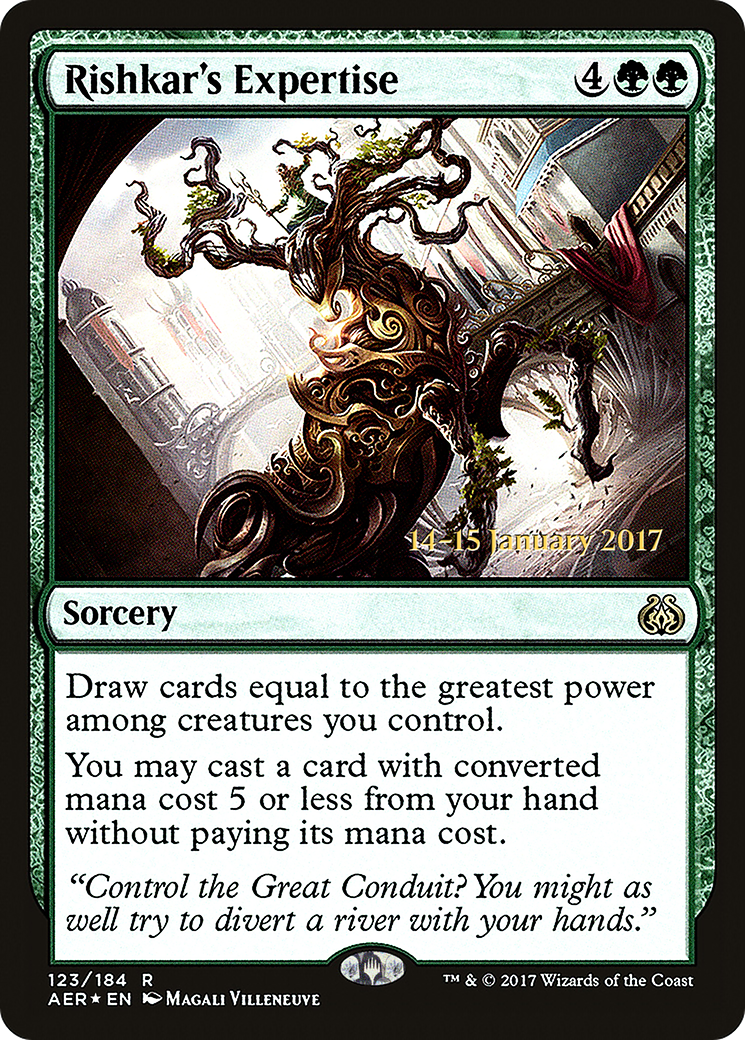 Rishkar's Expertise 4
14–15 January 2017
Sorcery
Draw cards equal to the greatest power
among creatures you control.
You may cast a card with converted
mana cost 5 or less from your hand
without paying its mana cost.
“Control the Great Conduit? You might as
well try to divert a river with your hands.”
123/184 R
AER★EN Magali Villeneuve
™ & © 2017 Wizards of the Coast